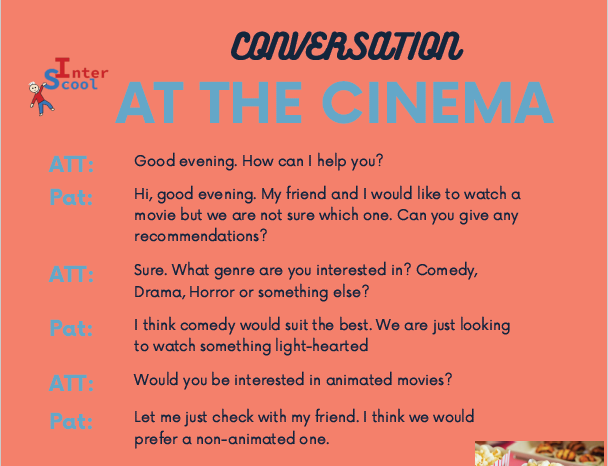 CONVERSATION
Inter
Scool
AT THE CINEMA
ATT: Good evening. How can I help you?
Pat: Hi, good evening. My friend and I would like to watch a
movie but we are not sure which one. Can you give any
recommendations?
ATT: Sure. What genre are you interested in? Comedy,
Drama, Horror or something else?
Pat: I think comedy would suit the best. We are just looking
to watch something light-hearted
ATT: Would you be interested in animated movies?
Pat: Let me just check with my friend. I think we would
prefer a non-animated one.